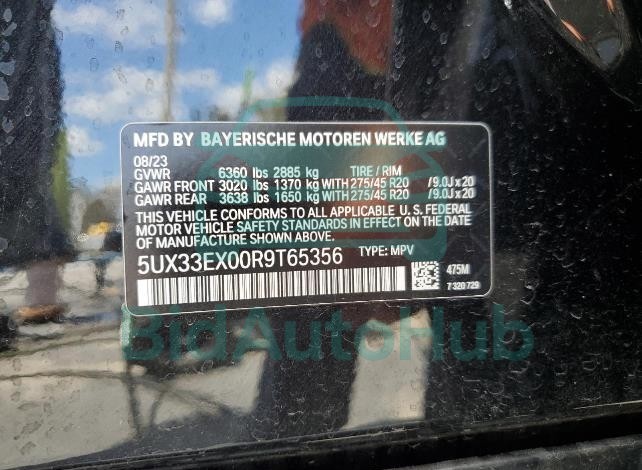 MFD BY BAYERISCHE MOTOREN WERKE AG
08/23
GVWR 6360 lbs 2885 kg TIRE / RIM
GAWR FRONT 3020 lbs 1370 kg WITH 275/45 R20 /9.0J x 20
GAWR REAR 3638 lbs 1650 kg WITH 275/45 R20 /9.0J x 20
THIS VEHICLE CONFORMS TO ALL APPLICABLE U. S. FEDERAL
MOTOR VEHICLE SAFETY STANDARDS IN EFFECT ON THE DATE
OF MANUFACTURE SHOWN ABOVE.
5UX33EX00R9T65356 TYPE: MPV
475M
7 320 729
BidAutoHub